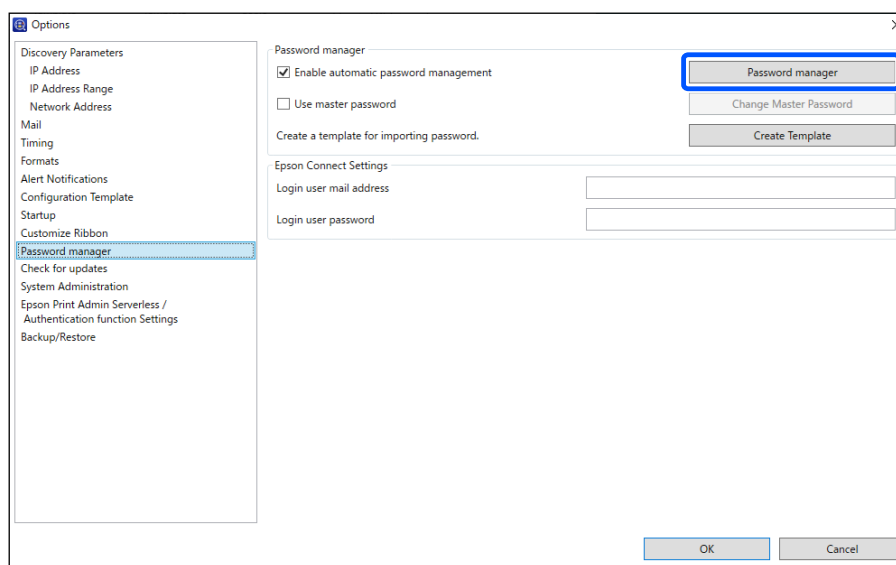 Options
Discovery Parameters
IP Address
IP Address Range
Network Address
Mail
Timing
Formats
Alert Notifications
Configuration Template
Startup
Customize Ribbon
Password manager
Check for updates
System Administration
Epson Print Admin Serverless /
Authentication function Settings
Backup/Restore
Password manager
Enable automatic password management
Password manager
Use master password
Change Master Password
Create a template for importing password.
Create Template
Epson Connect Settings
Login user mail address
Login user password
OK
Cancel